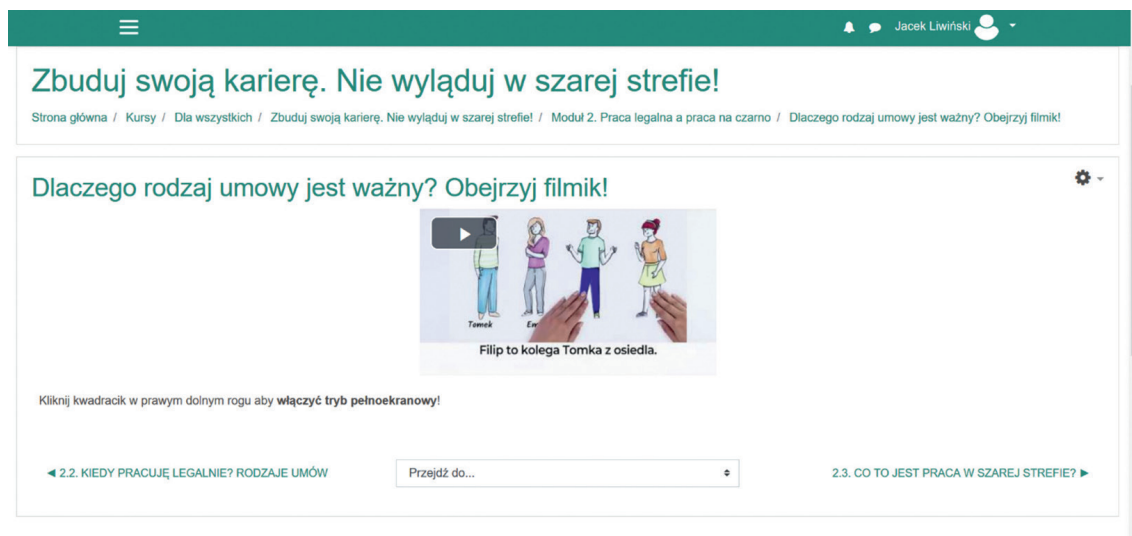 Jacek Liwiński
Zbuduj swoją karierę. Nie wyląduj w szarej strefie!
Strona główna / Kursy / Dla wszystkich / Zbuduj swoją karierę. Nie wyląduj w szarej strefie! / Moduł 2. Praca legalna a praca na czarno / Dlaczego rodzaj umowy jest ważny? Obejrzyj filmik!
Dlaczego rodzaj umowy jest ważny? Obejrzyj filmik!
Tomek
Filip to kolega Tomka z osiedla.
Kliknij kwadracik w prawym dolnym rogu aby włączyć tryb pełnoekranowy!
◄ 2.2. KIEDY PRACUJĘ LEGALNIE? RODZAJE UMÓW
Przejdź do...
2.3. CO TO JEST PRACA W SZAREJ STREFIE? ►